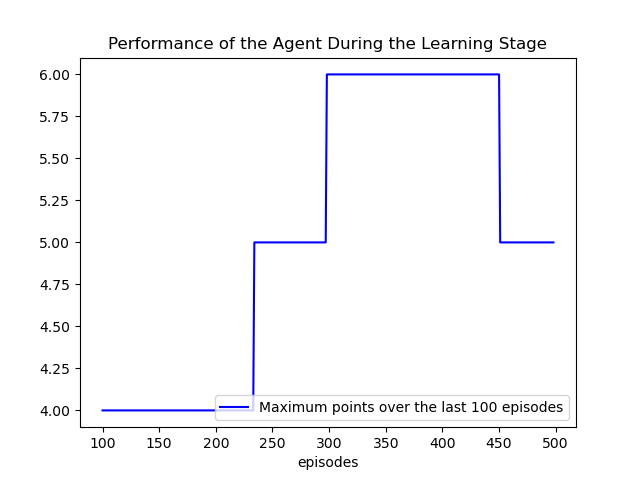 Performance of the Agent During the Learning Stage
6.00
5.75
5.50
5.25
5.00
4.75
4.50
4.25
4.00
Maximum points over the last 100 episodes
100 150 200 250 300 350 400 450 500
episodes